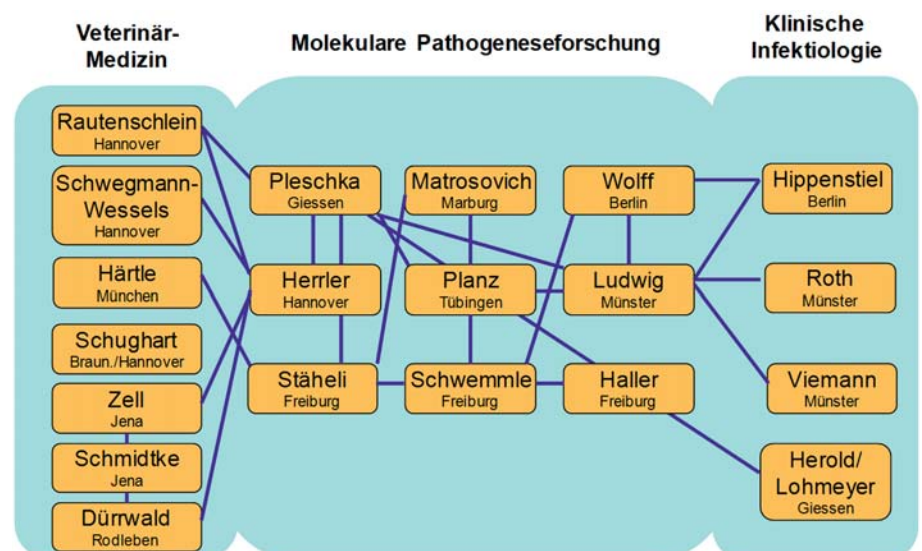 Veterinär-
Medizin
Molekulare Pathogeneseforschung
Klinische
Infektiologie
Rautenschlein
Hannover
Schwegmann-
Wessels
Hannover
Härtle
München
Schughart
Braun./Hannover
Zell
Jena
Schmidtke
Jena
Dürrwald
Rodleben
Pleschka
Giessen
Matrosovich
Marburg
Wolff
Berlin
Herrler
Hannover
Planz
Tübingen
Ludwig
Münster
Stäheli
Freiburg
Schwemmle
Freiburg
Haller
Freiburg
Hippenstiel
Berlin
Roth
Münster
Viemann
Münster
Herold/
Lohmeyer
Giessen